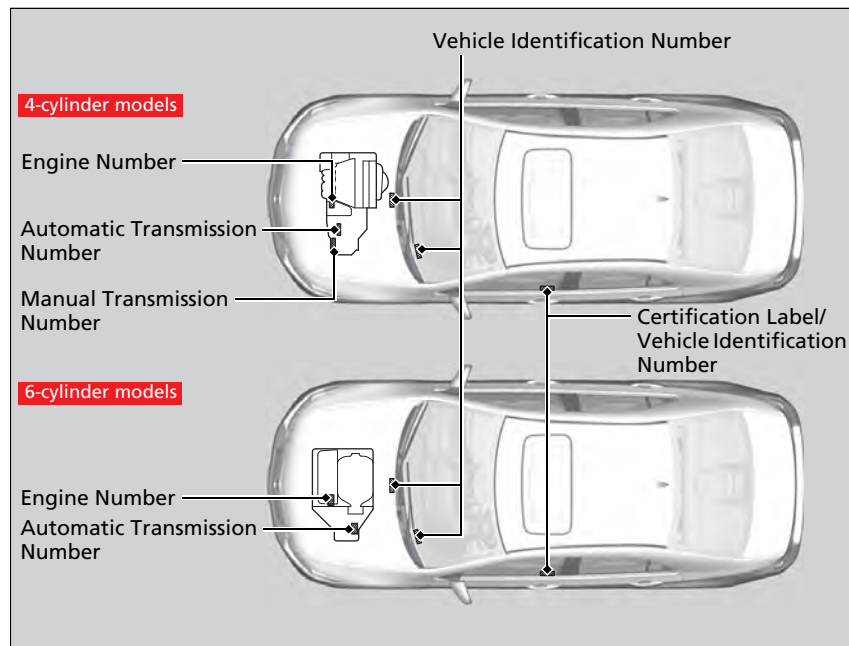 Vehicle Identification Number
4-cylinder models
Engine Number
Automatic Transmission
Number
Manual Transmission
Number
Certification Label/
Vehicle Identification
Number
6-cylinder models
Engine Number
Automatic Transmission
Number